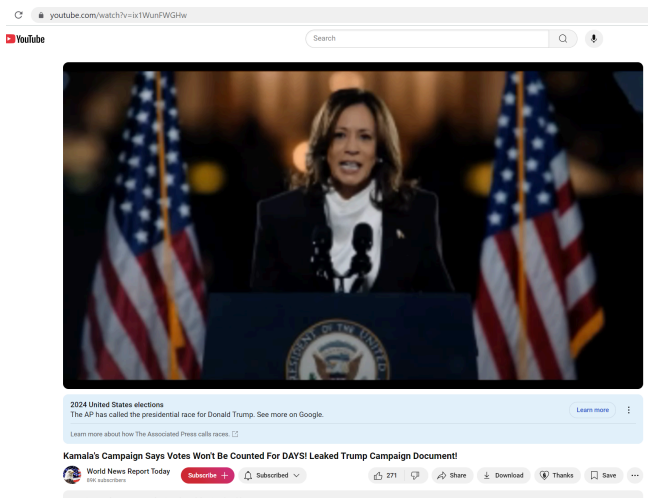 youtube.com/watch?v=ix1WunFWGHw
YouTube
Search
2024 United States elections
The AP has called the presidential race for Donald Trump. See more on Google.
Learn more
Learn more about how The Associated Press calls races.
Kamala's Campaign Says Votes Won't Be Counted For DAYS! Leaked Trump Campaign Document!
World News Report Today
89K subscribers
Subscribe
Subscribed
271
Share
Download
Thanks
Save